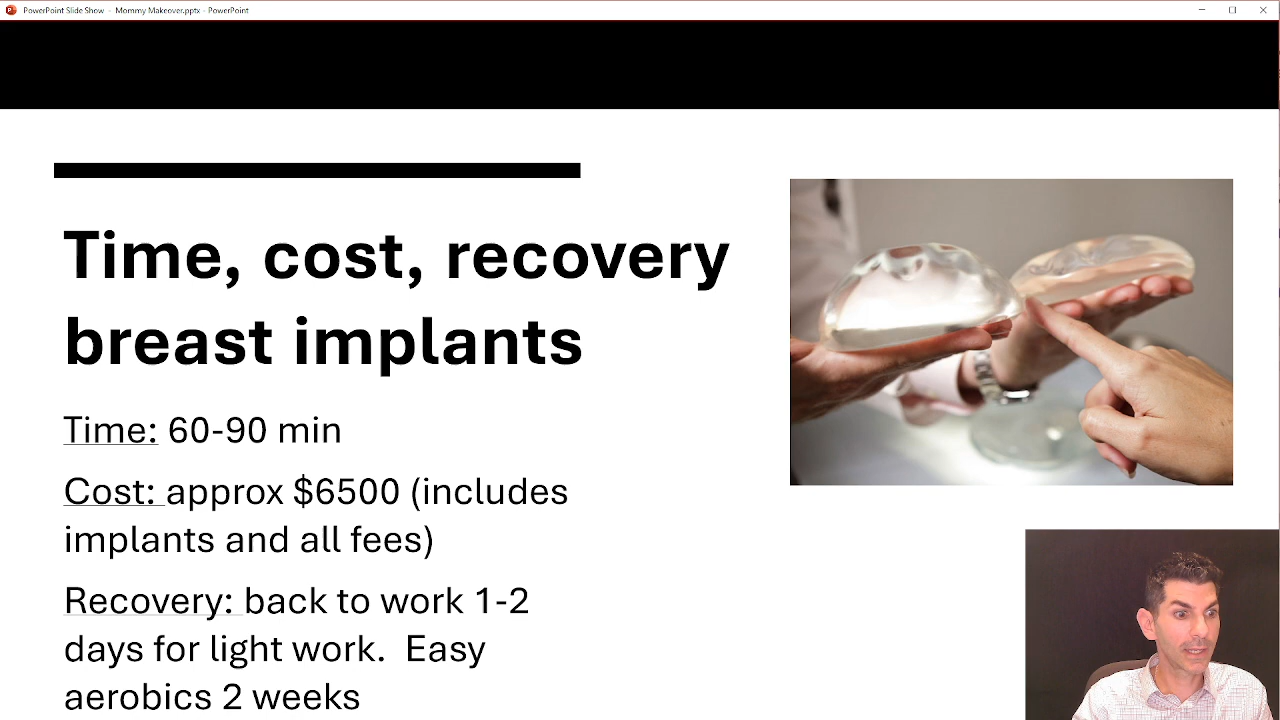 PowerPoint Slide Show - Mommy Makeover.pptx - PowerPoint
Time, cost, recovery
breast implants
Time: 60-90 min
Cost: approx $6500 (includes
implants and all fees)
Recovery: back to work 1-2
days for light work.  Easy
aerobics 2 weeks